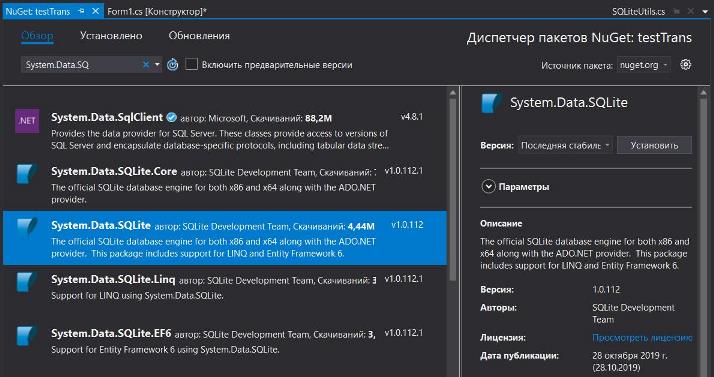 NuGet: testTrans
Form1.cs [Конструктор]*
SQLiteUtils.cs
Обзор
Установлено
Обновления
Диспетчер пакетов NuGet: testTrans
System.Data.SQ
Включить предварительные версии
Источник пакета: nuget.org
.NET
System.Data.SqlClient автор: Microsoft, Скачиваний: 88,2M
v4.8.1
Provides the data provider for SQL Server. These classes provide access to versions of
SQL Server and encapsulate database-specific protocols, including tabular data stre...
System.Data.SQLite.Core автор: SQLite Development Team, Скачиваний:
v1.0.112.1
The official SQLite database engine for both x86 and x64 along with the ADO.NET
provider.
System.Data.SQLite автор: SQLite Development Team, Скачиваний: 4,44M
v1.0.112
The official SQLite database engine for both x86 and x64 along with the ADO.NET
provider. This package includes support for LINQ and Entity Framework 6.
System.Data.SQLite.Linq автор: SQLite Development Team, Скачиваний: 3
v1.0.112.1
Support for LINQ using System.Data.SQLite.
System.Data.SQLite.EF6 автор: SQLite Development Team, Скачиваний: 3,
v1.0.112.1
Support for Entity Framework 6 using System.Data.SQLite.
System.Data.SQLite
Версия: Последняя стабиль
Установить
Параметры
Описание
The official SQLite database engine for both x86 and
x64 along with the ADO.NET provider. This package
includes support for LINQ and Entity Framework 6.
Версия: 1.0.112
Авторы: SQLite Development
Team
Лицензия: Просмотреть лицензию
Дата публикации: 28 октября 2019 г.
(28.10.2019)